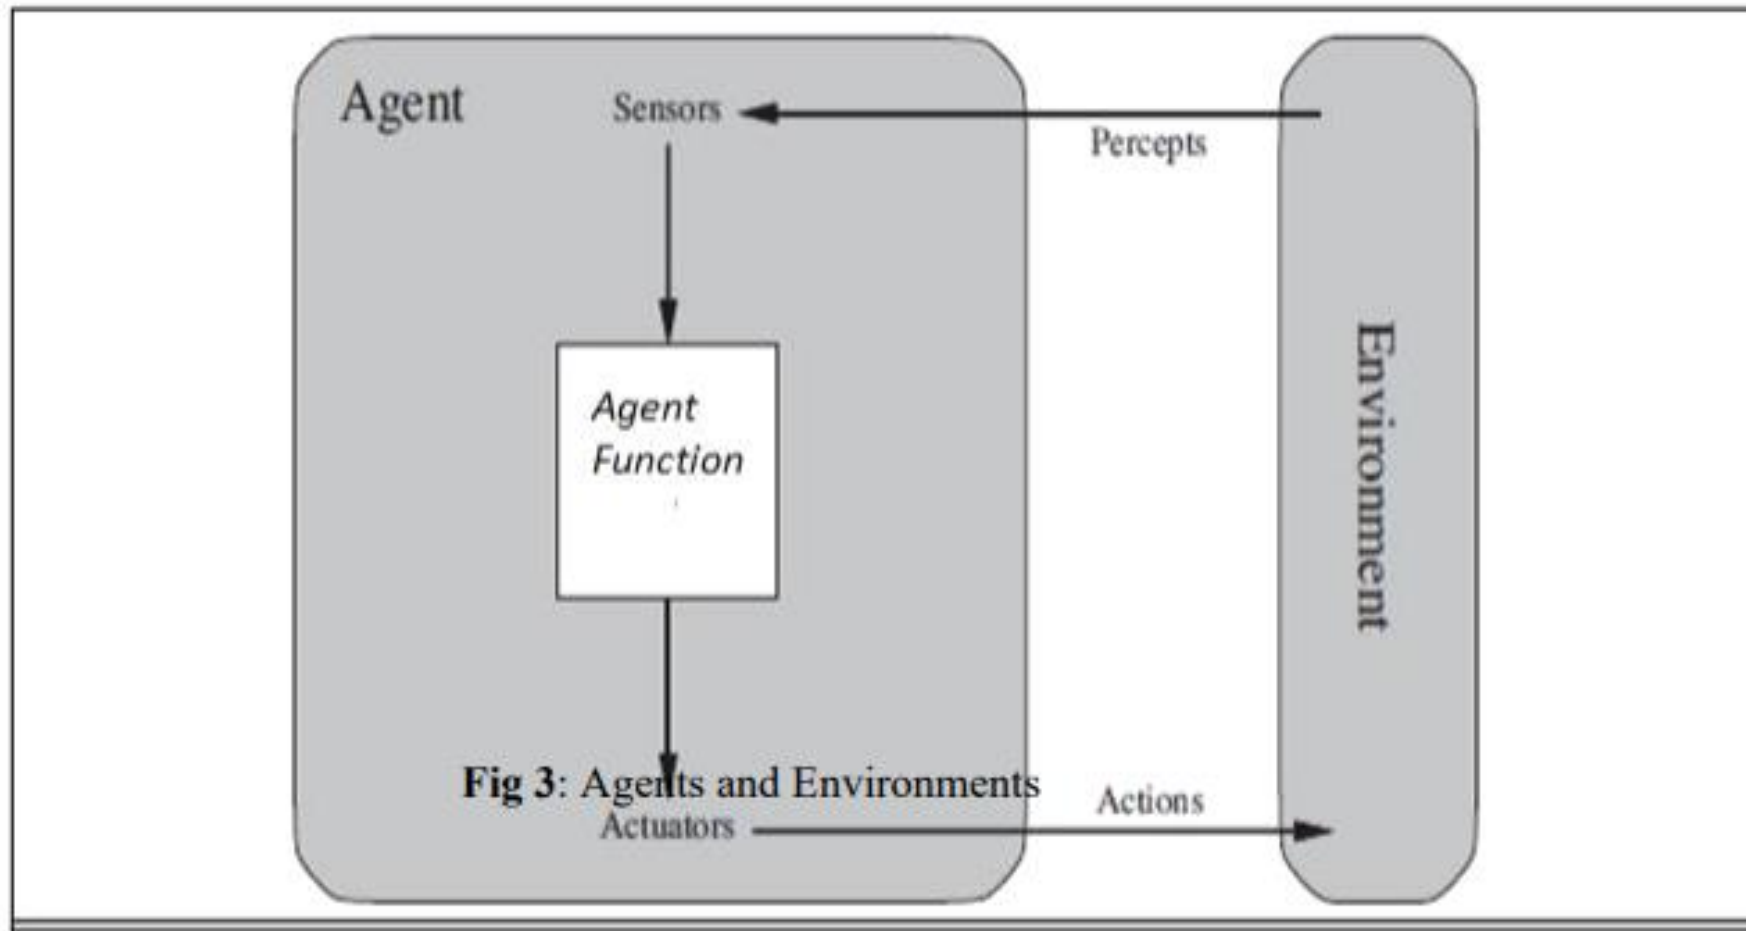 Agent
Sensors
Percepts
Agent
Function
Environment
Fig 3: Agents and Environments
Actions
Actuators